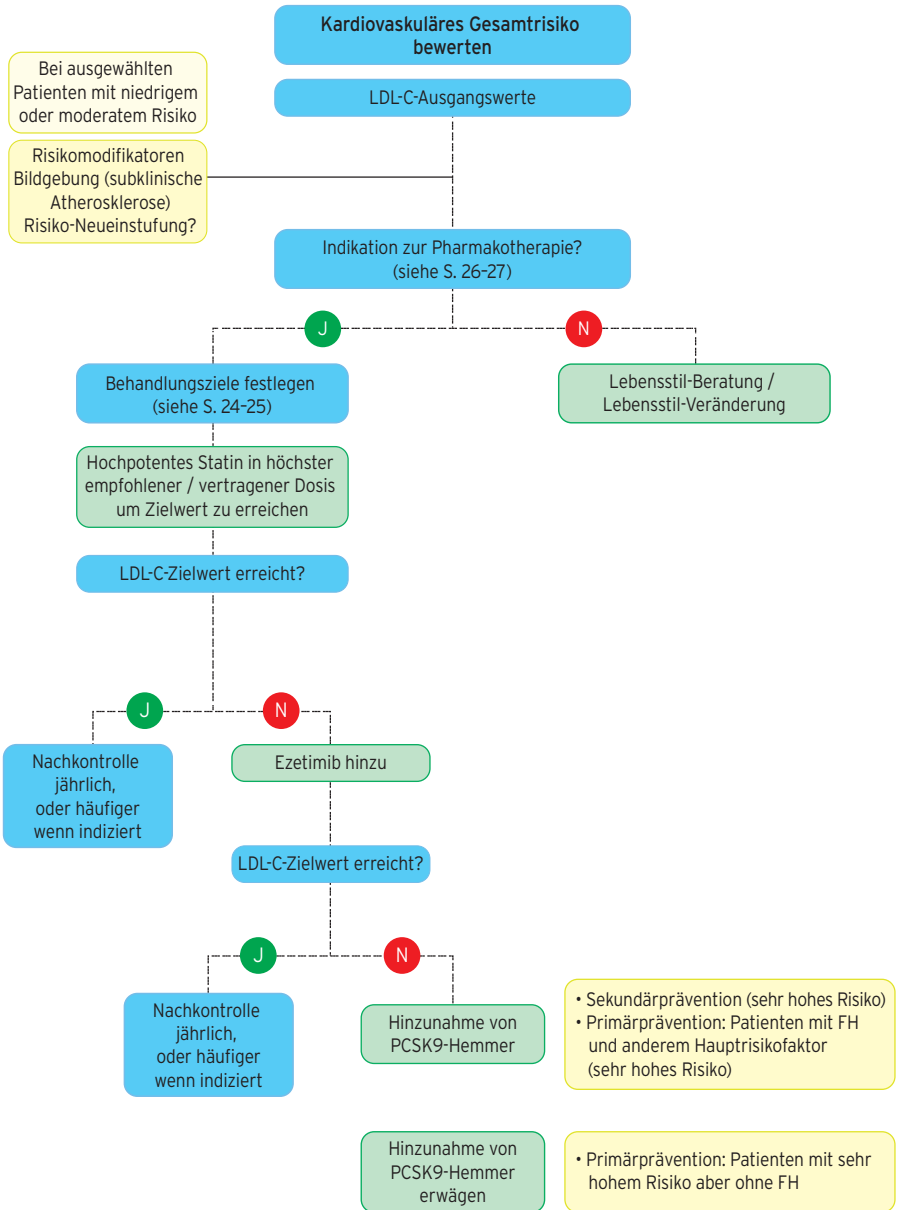 Kardiovaskuläres Gesamtrisiko
bewerten
Bei ausgewählten
Patienten mit niedrigem
oder moderatem Risiko
LDL-C-Ausgangswerte
Risikomodifikatoren
Bildgebung (subklinische
Atherosklerose)
Risiko-Neueinstufung?
Indikation zur Pharmakotherapie?
(siehe S. 26–27)
J
N
Behandlungsziele festlegen
(siehe S. 24–25)
Lebensstil-Beratung /
Lebensstil-Veränderung
Hochpotentes Statin in höchster
empfohlener / vertragener Dosis
um Zielwert zu erreichen
LDL-C-Zielwert erreicht?
J
N
Nachkontrolle
jährlich,
oder häufiger
wenn indiziert
Ezetimib hinzu
LDL-C-Zielwert erreicht?
J
N
Nachkontrolle
jährlich,
oder häufiger
wenn indiziert
Hinzunahme von
PCSK9-Hemmer
• Sekundärprävention (sehr hohes Risiko)
• Primärprävention: Patienten mit FH
und anderem Hauptrisikofaktor
(sehr hohes Risiko)
Hinzunahme von
PCSK9-Hemmer
erwägen
• Primärprävention: Patienten mit sehr
hohem Risiko aber ohne FH